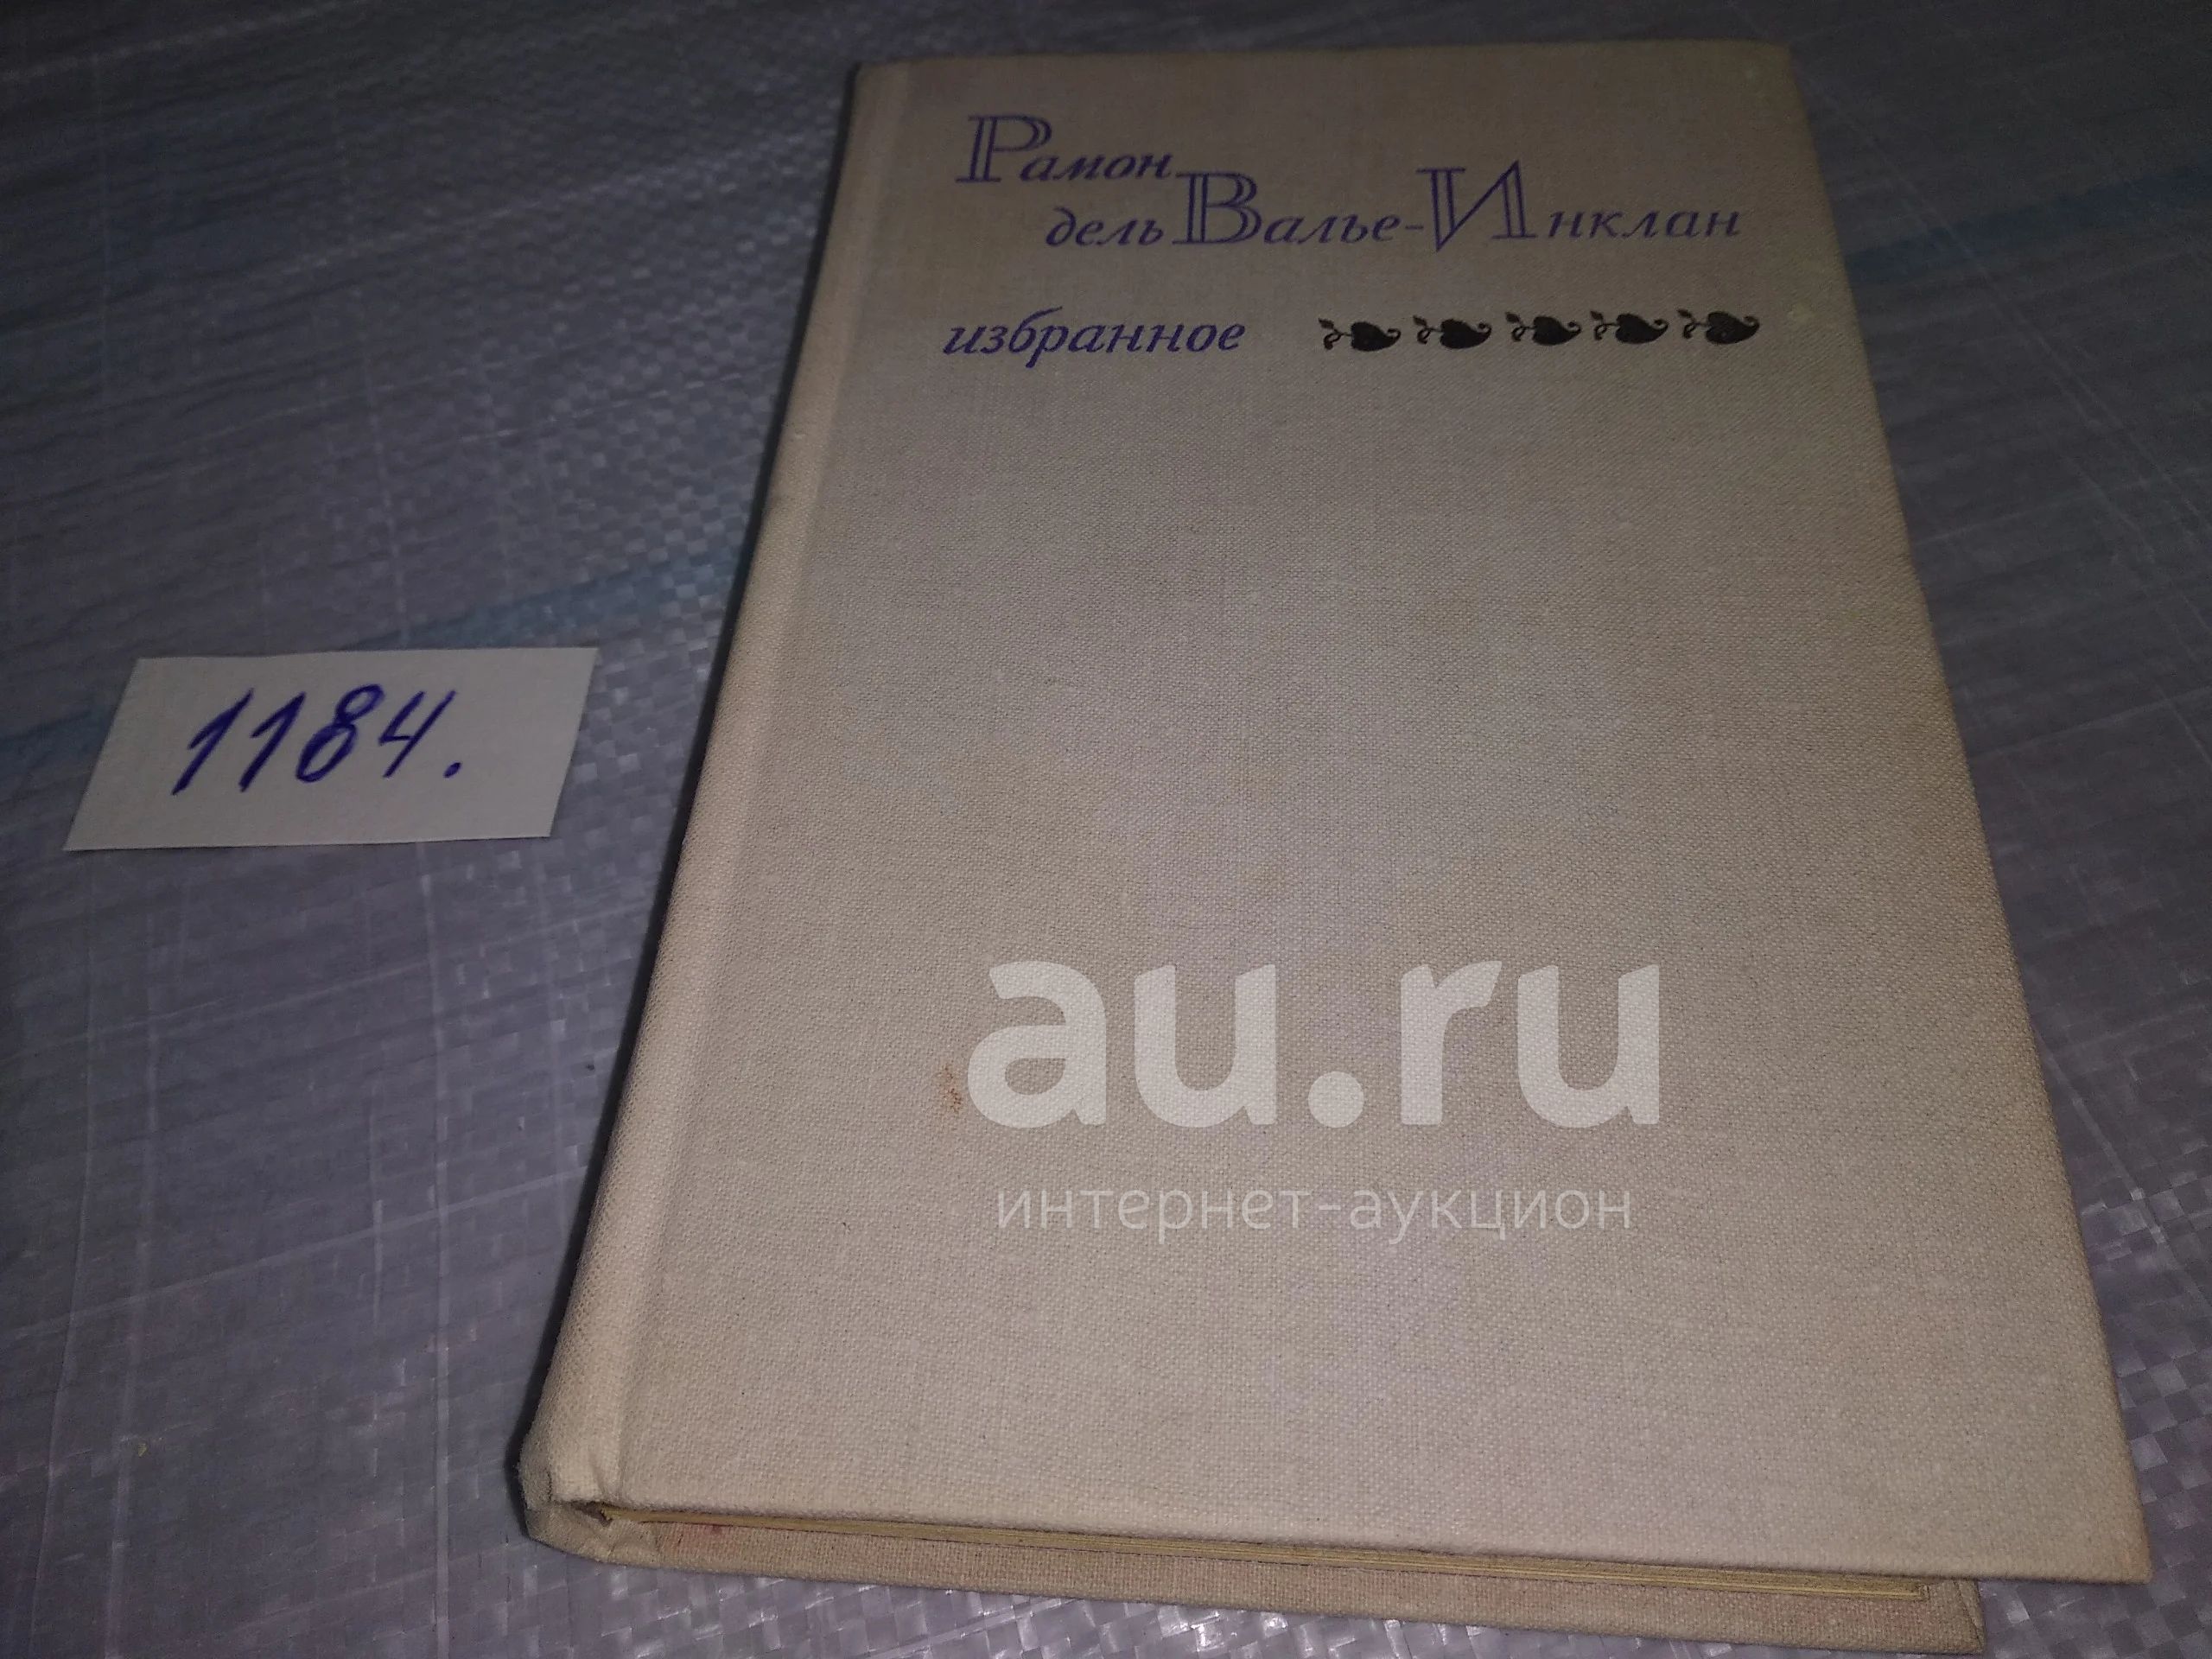 Рамон
дель Валье-Инклан
избранное
1184.
au.ru
интернет-аукцион